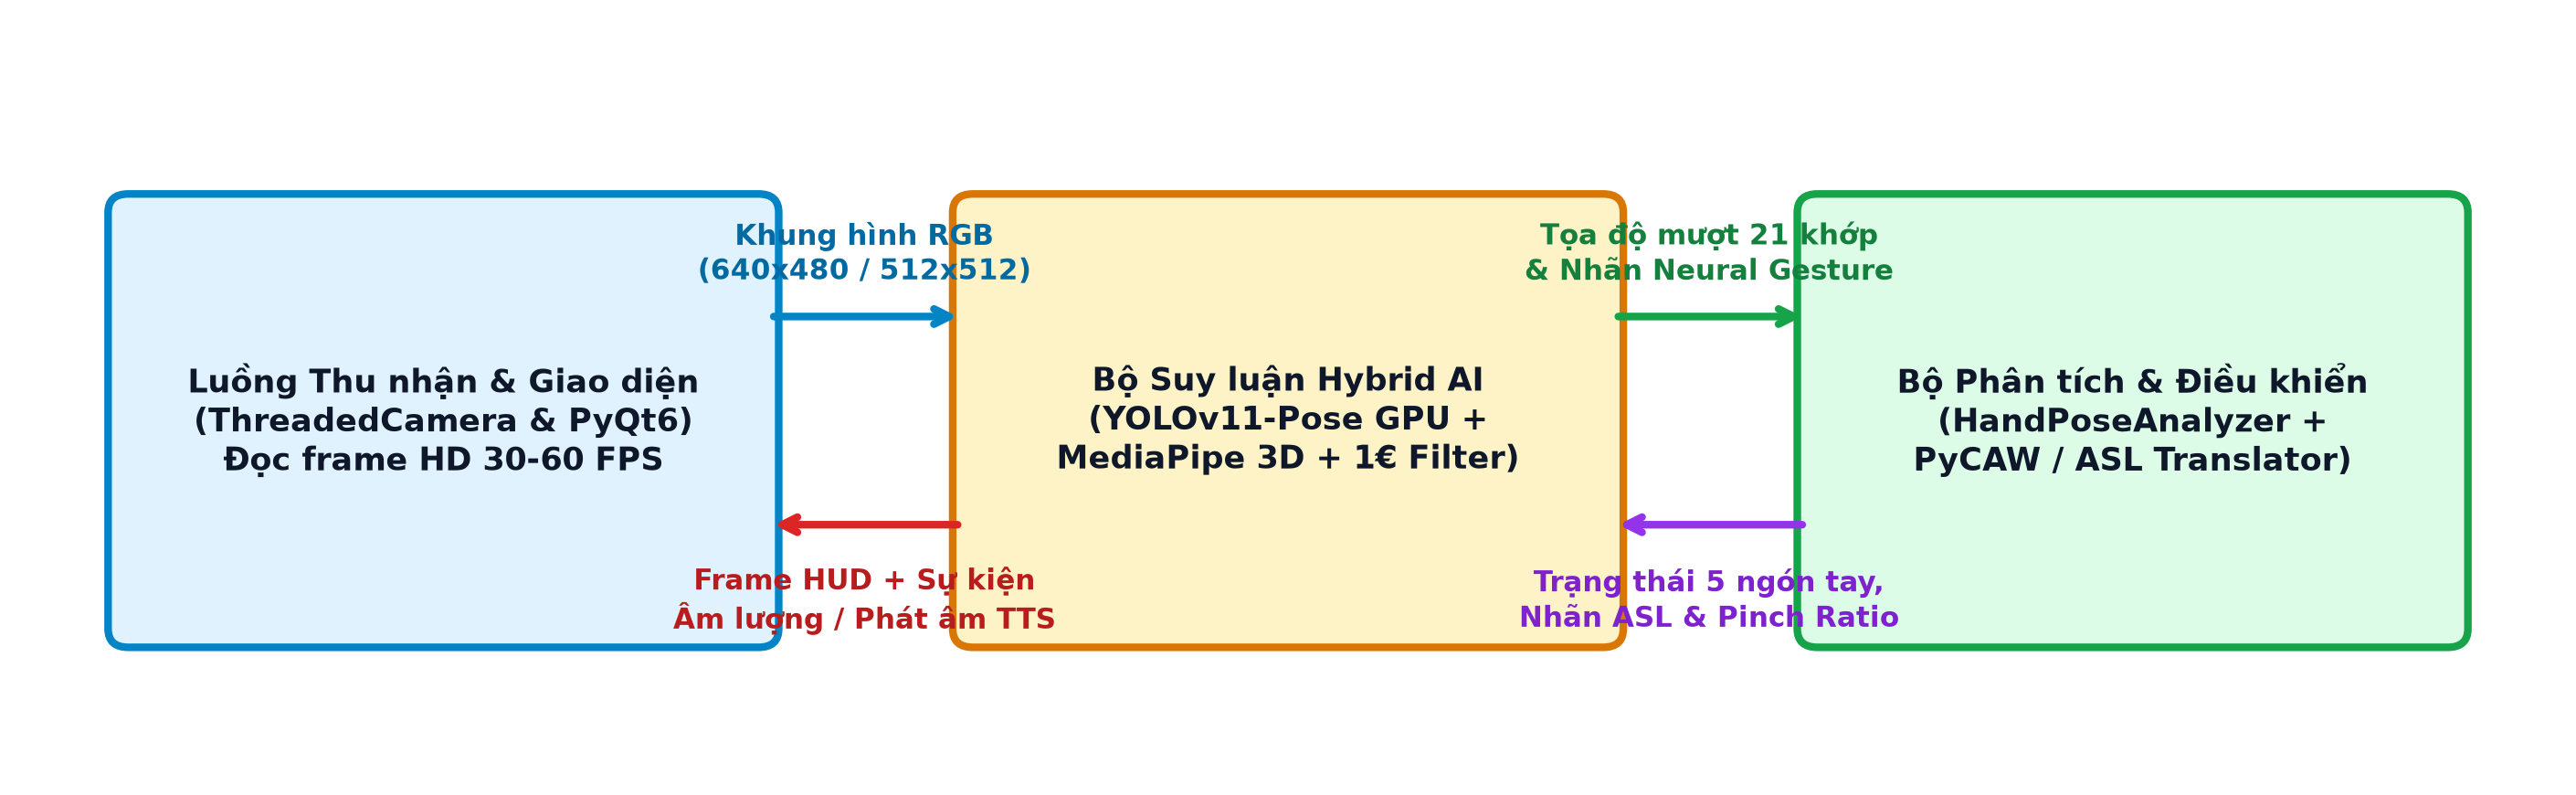 Khung hình RGB
(640x480 / 512x512)
Tọa độ mượt 21 khớp
& Nhãn Neural Gesture
Luồng Thu nhận & Giao diện
(ThreadedCamera & PyQt6)
Đọc frame HD 30-60 FPS
Bộ Suy luận Hybrid AI
(YOLOv11-Pose GPU +
MediaPipe 3D + 1€ Filter)
Bộ Phân tích & Điều khiển
(HandPoseAnalyzer +
PyCAW / ASL Translator)
Frame HUD + Sự kiện
Âm lượng / Phát âm TTS
Trạng thái 5 ngón tay,
Nhãn ASL & Pinch Ratio